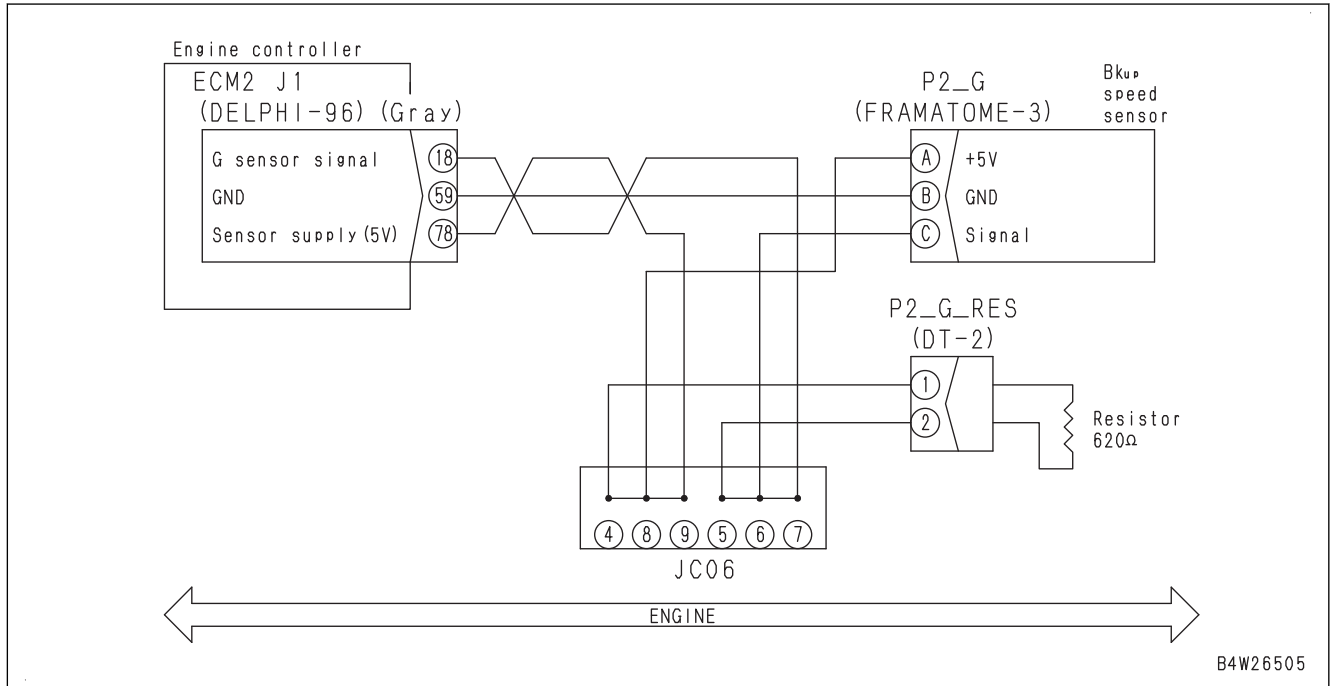 Engine controller
ECM2 J1
(DELPHI-96) (Gray)
G sensor signal
18
GND
59
Sensor supply(5V)
78
P2_G
(FRAMATOME-3)
Bkup
speed
sensor
A
+5V
B
GND
C
Signal
P2_G_RES
(DT-2)
1
2
Resistor
620Ω
4 8 9 5 6 7
JC06
ENGINE
B4W26505